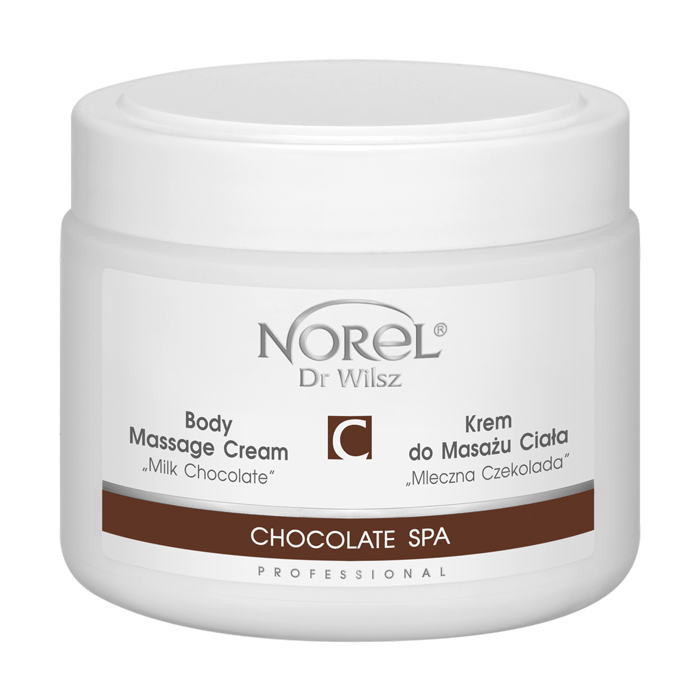 NOREL®
Dr Wilsz
Body
Massage Cream
„Milk Chocolate”
C
Krem
do Masażu Ciała
„Mleczna Czekolada”
CHOCOLATE SPA
PROFESSIONAL